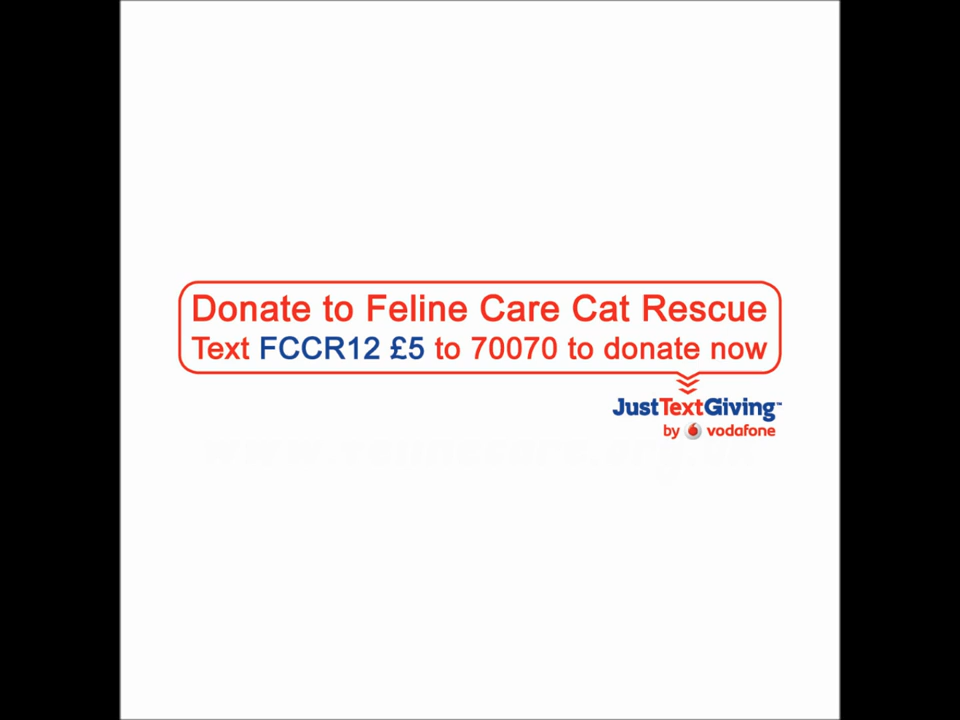 Donate to Feline Care Cat Rescue
Text FCCR12 £5 to 70070 to donate now
JustTextGiving™
by vodafone